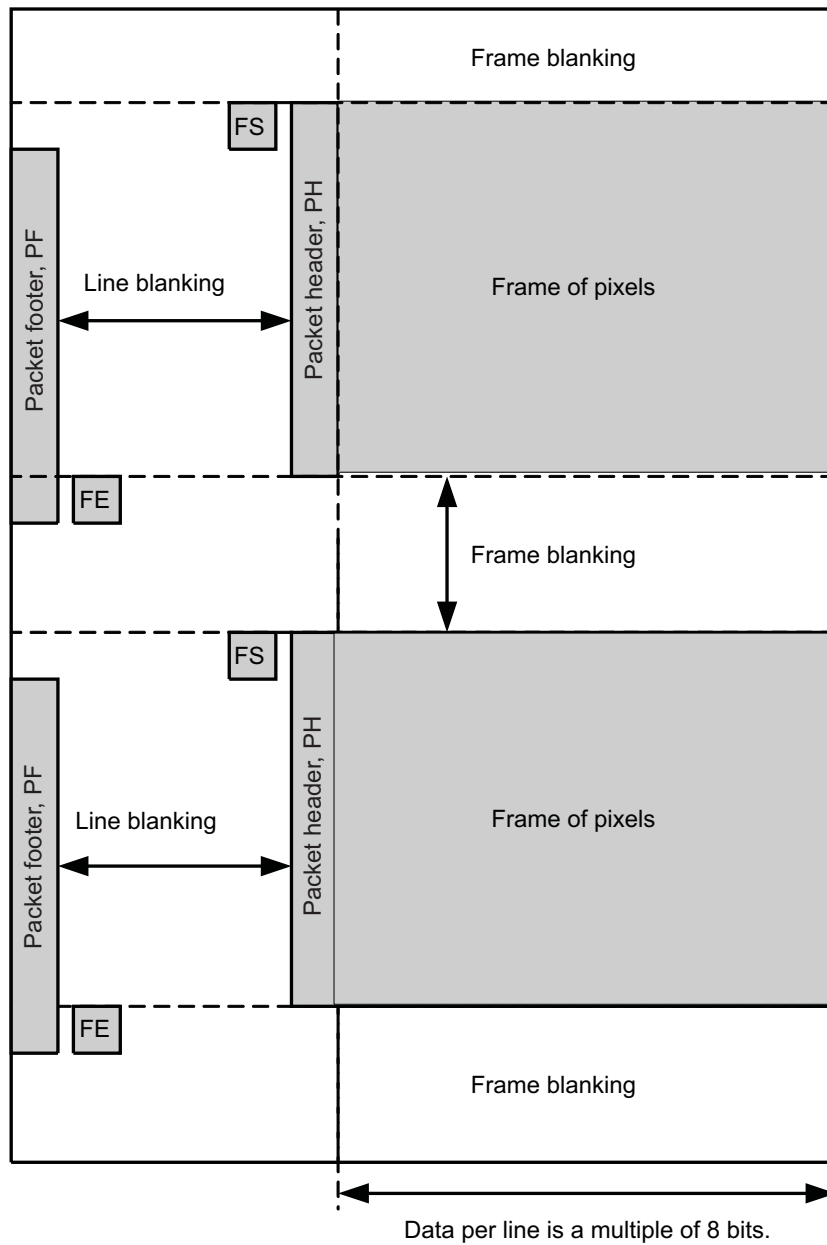 Frame blanking
FS
Packet footer, PF
Line blanking
Packet header, PH
Frame of pixels
FE
Frame blanking
FS
Packet footer, PF
Line blanking
Packet header, PH
Frame of pixels
FE
Frame blanking
Data per line is a multiple of 8 bits.